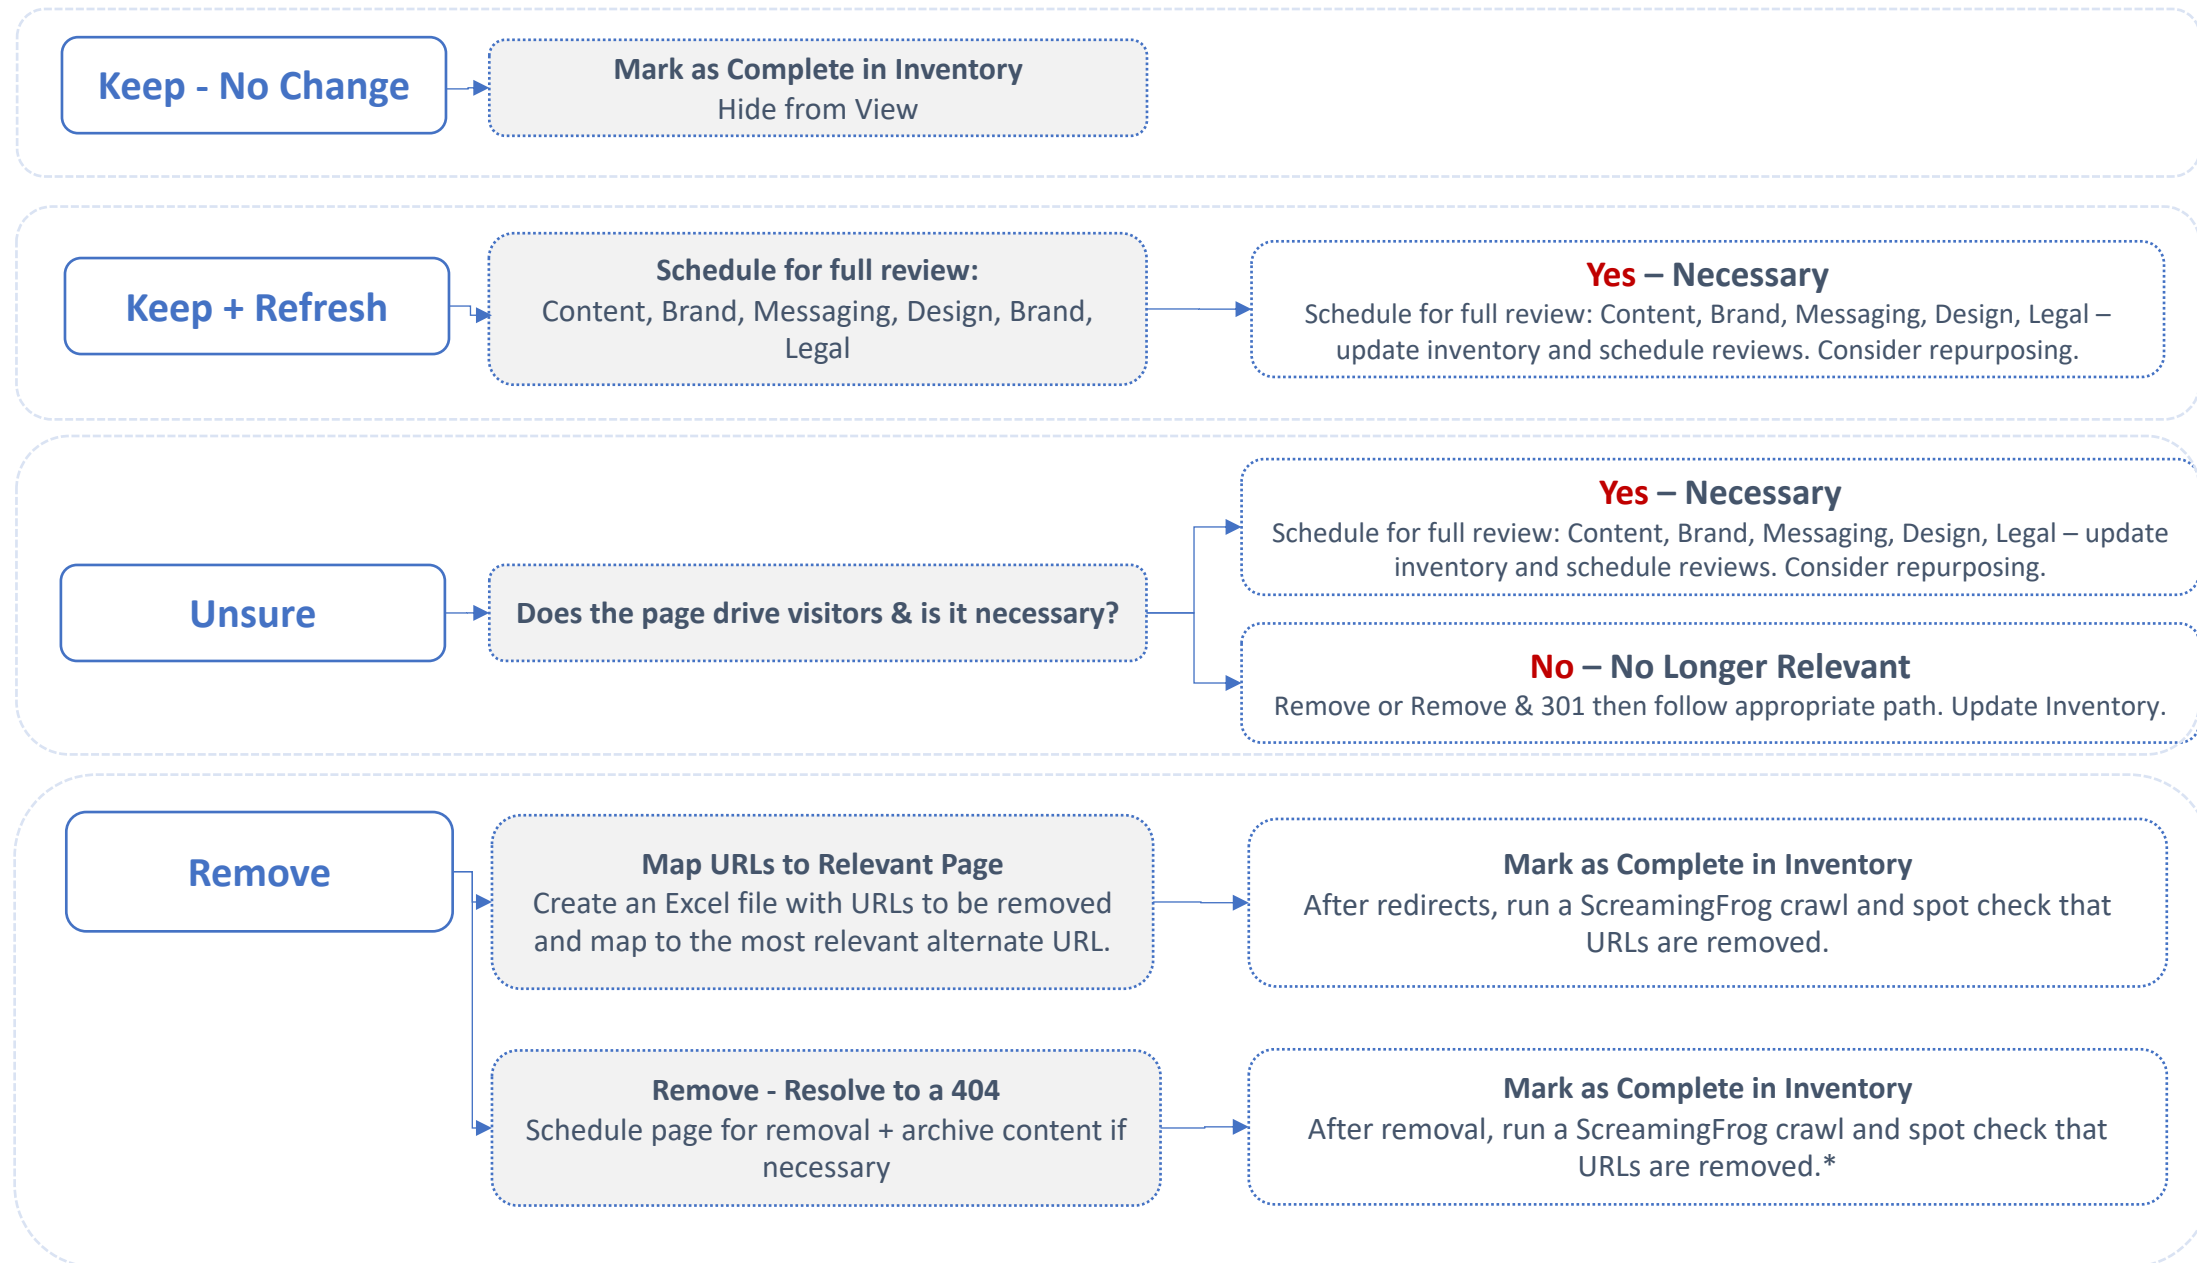 Keep - No Change
Mark as Complete in Inventory
Hide from View
Keep + Refresh
Schedule for full review:
Content, Brand, Messaging, Design, Brand,
Legal
Yes – Necessary
Schedule for full review: Content, Brand, Messaging, Design, Legal –
update inventory and schedule reviews. Consider repurposing.
Unsure
Does the page drive visitors & is it necessary?
Yes – Necessary
Schedule for full review: Content, Brand, Messaging, Design, Legal – update
inventory and schedule reviews. Consider repurposing.
No – No Longer Relevant
Remove or Remove & 301 then follow appropriate path. Update Inventory.
Remove
Map URLs to Relevant Page
Create an Excel file with URLs to be removed
and map to the most relevant alternate URL.
Mark as Complete in Inventory
After redirects, run a ScreamingFrog crawl and spot check that
URLs are removed.
Remove - Resolve to a 404
Schedule page for removal + archive content if
necessary
Mark as Complete in Inventory
After removal, run a ScreamingFrog crawl and spot check that
URLs are removed.*